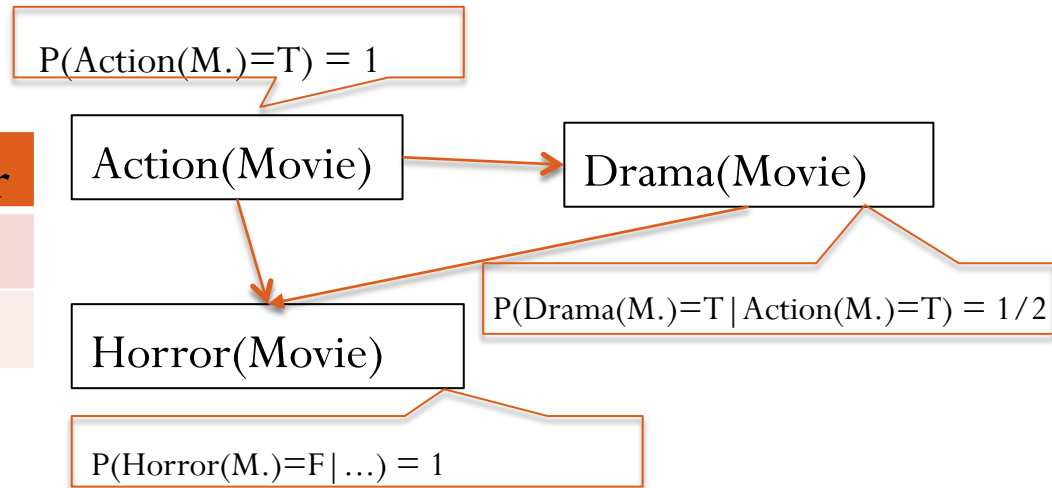 P(Action(M.)=T) = 1
Action(Movie)
Drama(Movie)
P(Drama(M.)=T|Action(M.)=T) = 1/2
Horror(Movie)
P(Horror(M.)=F|...) = 1